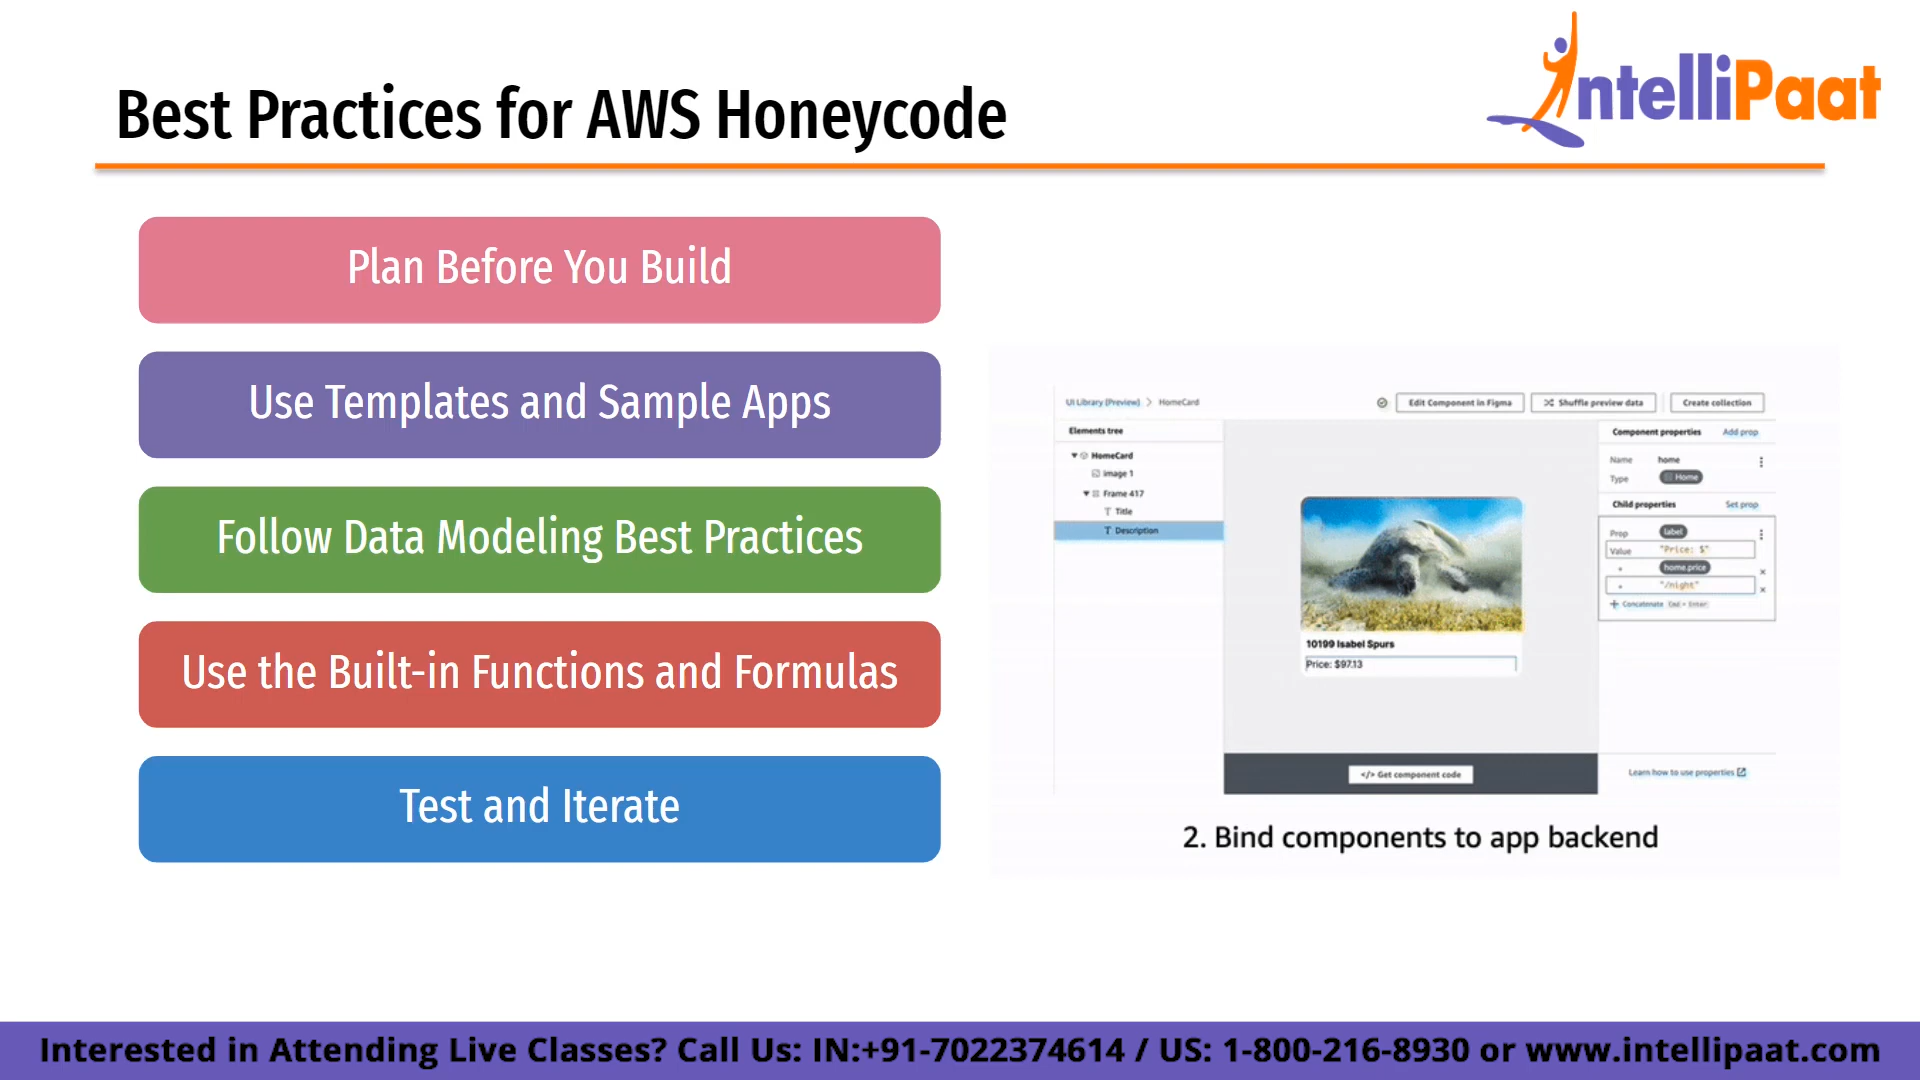 Best Practices for AWS Honeycode
IntelliPaat
Plan Before You Build
Use Templates and Sample Apps
Follow Data Modeling Best Practices
Use the Built-in Functions and Formulas
Test and Iterate
UI Library (Preview) > HomeCard
Edit Component in Figma
Shuffle preview data
Create collection
Elements tree
HomeCard
image 1
Frame 417
T Title
T Description
10199 Isabel Spurs
Price: $97.13
</> Get component code
Component properties Add prop
Name home
Type Home
Child properties Set prop
Prop label
Value "Price: $"
+ home.price
+ "/night"
+ Concatenate Cmd + Enter
Learn how to use properties
2. Bind components to app backend
Interested in Attending Live Classes? Call Us: IN:+91-7022374614 / US: 1-800-216-8930 or www.intellipaat.com